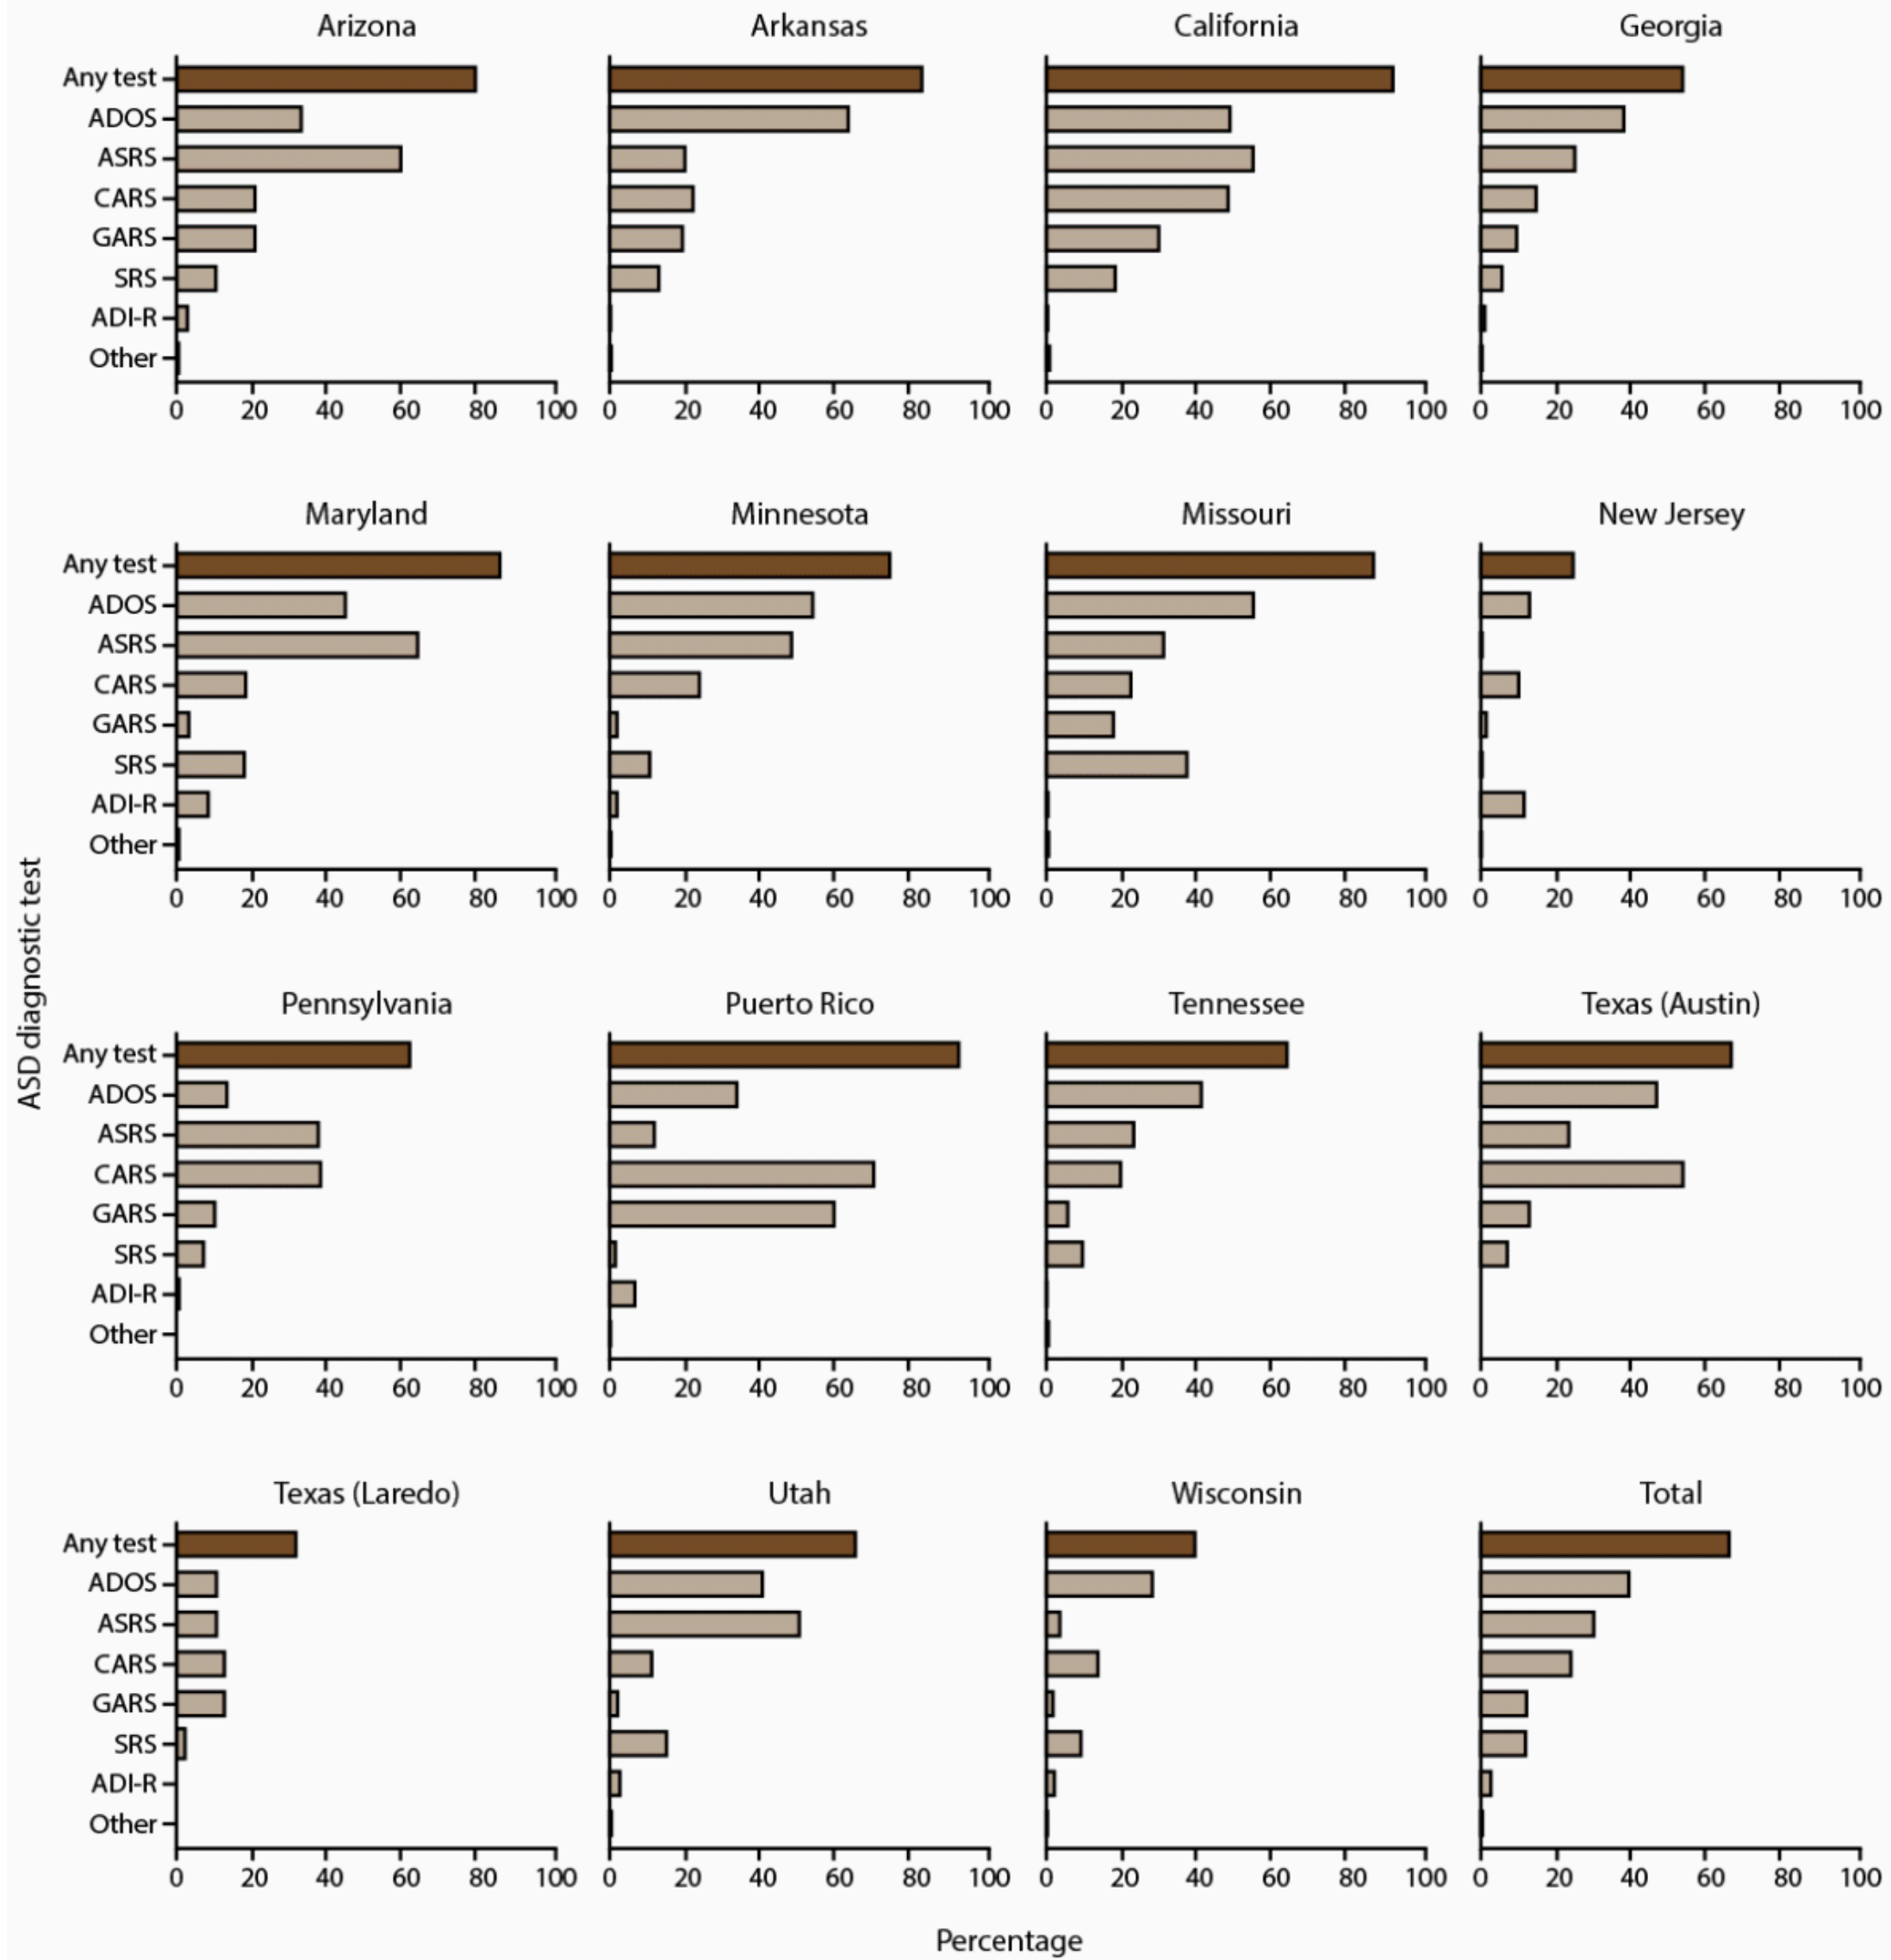 Arizona Arkansas California Georgia
Any test
ADOS
ASRS
CARS
GARS
SRS
ADI-R
Other
0 20 40 60 80 100 0 20 40 60 80 100 0 20 40 60 80 100 0 20 40 60 80 100
Maryland Minnesota Missouri New Jersey
Any test
ADOS
ASRS
CARS
GARS
SRS
ADI-R
Other
0 20 40 60 80 100 0 20 40 60 80 100 0 20 40 60 80 100 0 20 40 60 80 100
ASD diagnostic test
Pennsylvania Puerto Rico Tennessee Texas (Austin)
Any test
ADOS
ASRS
CARS
GARS
SRS
ADI-R
Other
0 20 40 60 80 100 0 20 40 60 80 100 0 20 40 60 80 100 0 20 40 60 80 100
Texas (Laredo) Utah Wisconsin Total
Any test
ADOS
ASRS
CARS
GARS
SRS
ADI-R
Other
0 20 40 60 80 100 0 20 40 60 80 100 0 20 40 60 80 100 0 20 40 60 80 100
Percentage